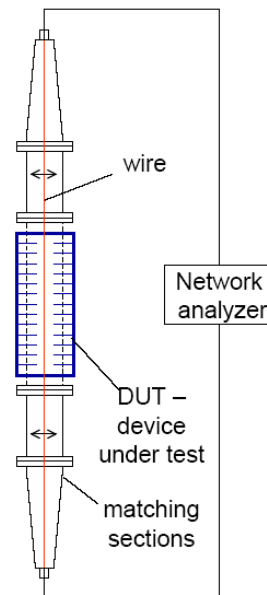 wire
Network
analyzer
DUT –
device
under test
matching
sections